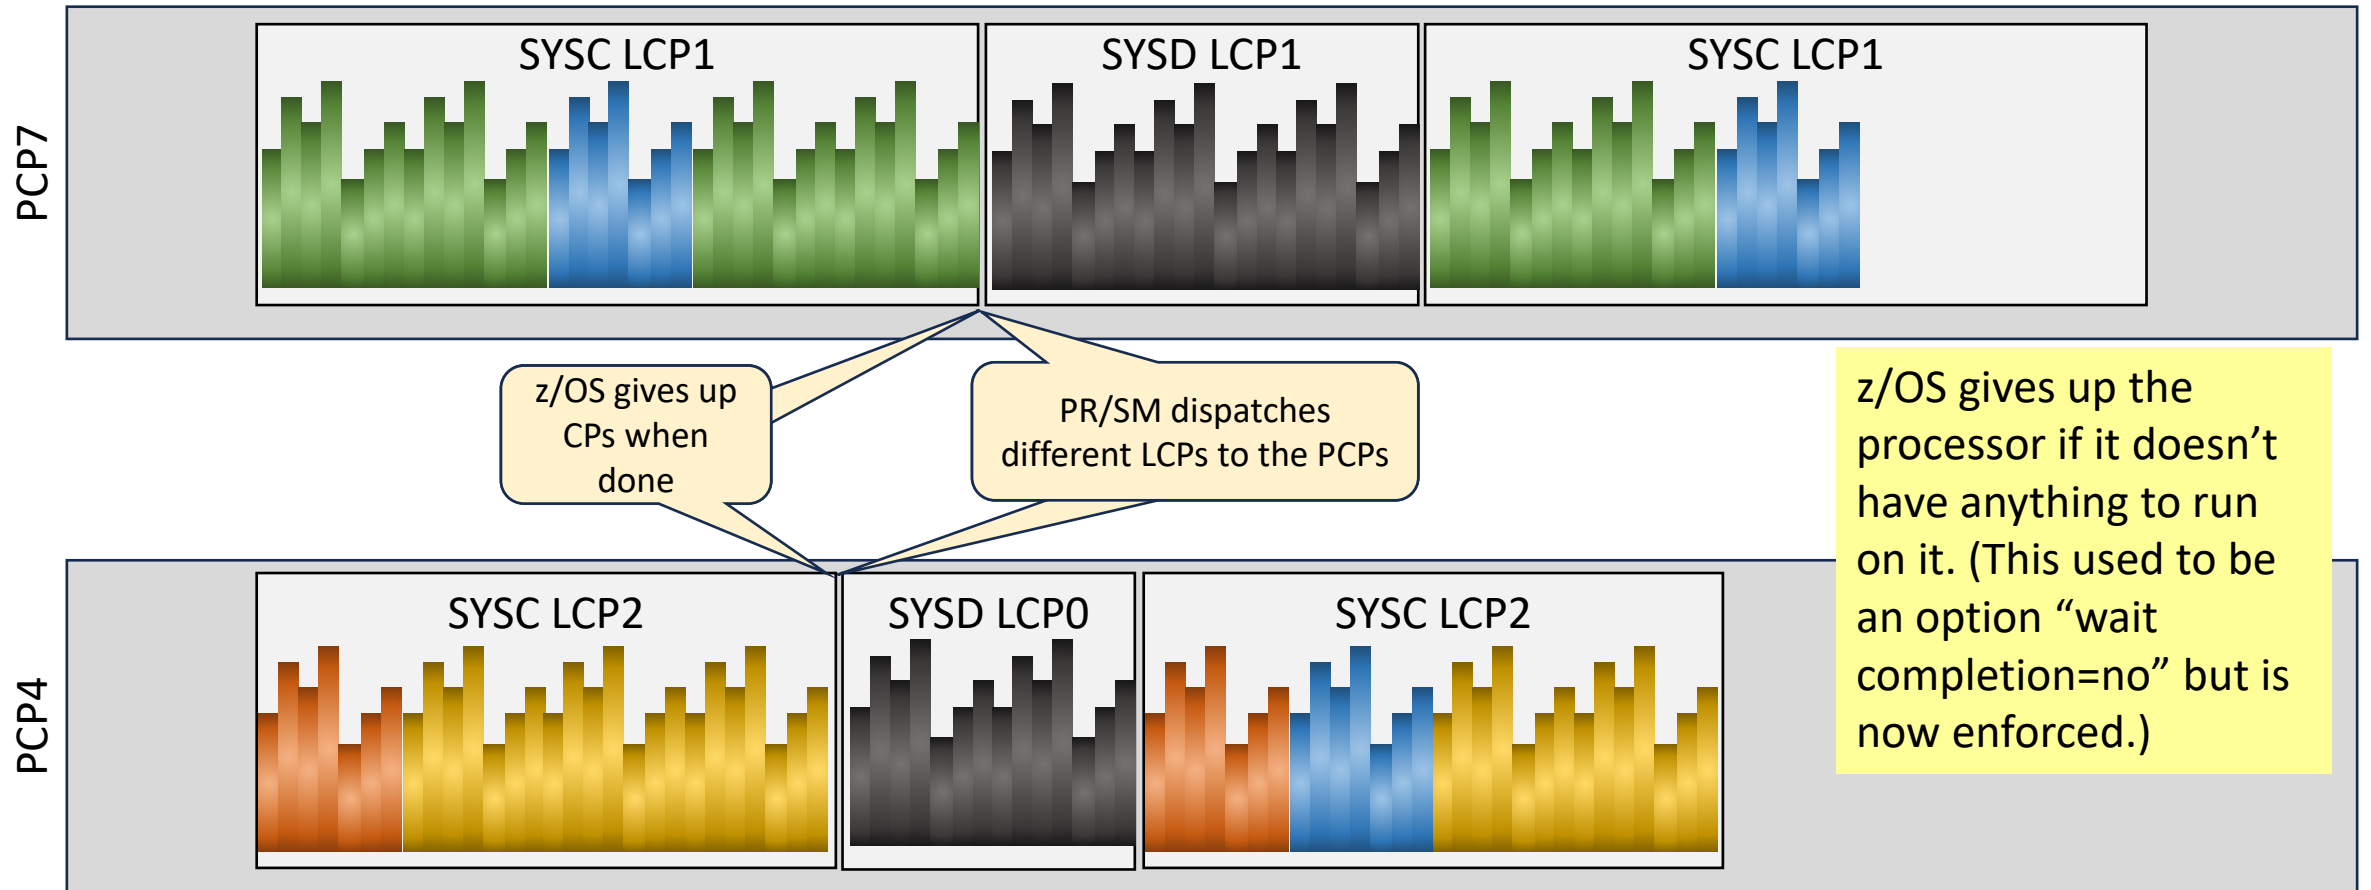 PCP7
SYSC LCP1
SYSD LCP1
SYSC LCP1
z/OS gives up
CPs when
done
PR/SM dispatches
different LCPs to the PCPs
z/OS gives up the
processor if it doesn’t
have anything to run
on it. (This used to be
an option “wait
completion=no” but is
now enforced.)
PCP4
SYSC LCP2
SYSD LCP0
SYSC LCP2